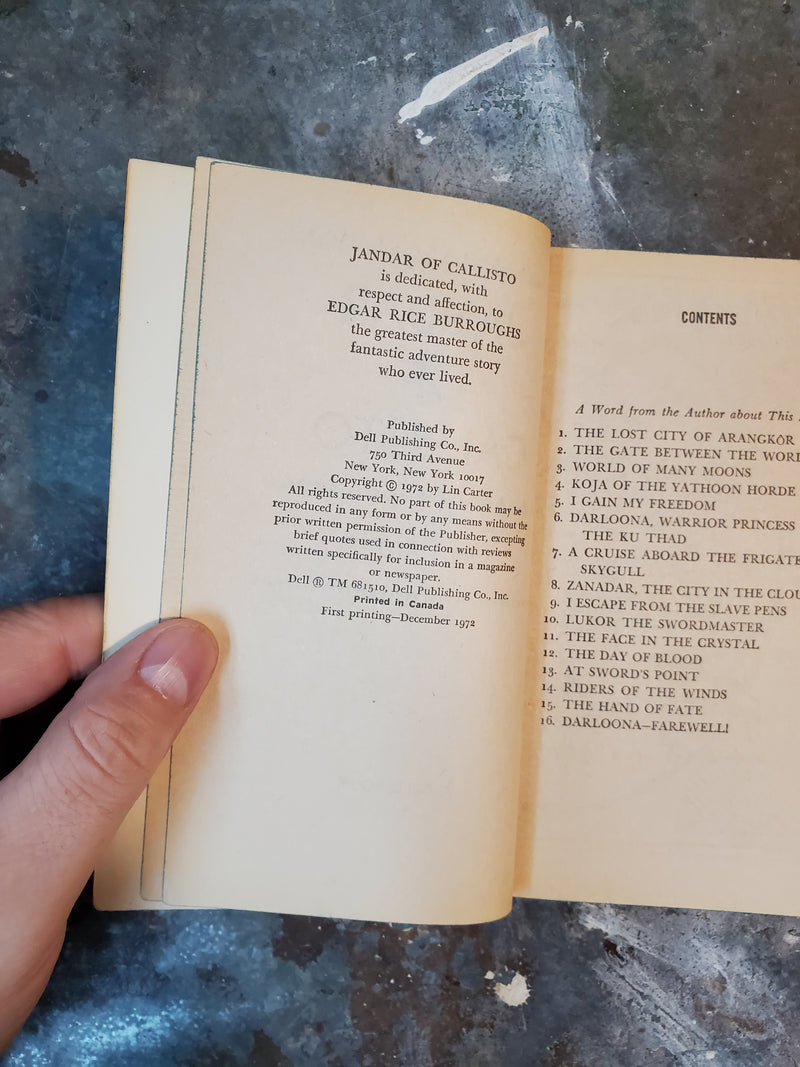 JANDAR OF CALLISTO
is dedicated, with
respect and affection, to
EDGAR RICE BURROUGHS
the greatest master of the
fantastic adventure story
who ever lived.
Published by
Dell Publishing Co., Inc.
750 Third Avenue
New York, New York 10017
Copyright © 1972 by Lin Carter
All rights reserved. No part of this book may be
reproduced in any form or by any means without the
prior written permission of the Publisher, excepting
brief quotes used in connection with reviews
written specifically for inclusion in a magazine
or newspaper.
Dell ® TM 681510, Dell Publishing Co., Inc.
Printed in Canada
First printing—December 1972
CONTENTS
A Word from the Author about This
1. THE LOST CITY OF ARANGKÔR
2. THE GATE BETWEEN THE
3. WORLD OF MANY MOONS
4. KOJA OF THE YATHOON HORDE
5. I GAIN MY FREEDOM
6. DARLOONA, WARRIOR PRINCESS
THE KU THAD
7. A CRUISE ABOARD THE FRIGATE
SKYGULL
8. ZANADAR, THE CITY IN THE
9. I ESCAPE FROM THE SLAVE PENS
10. LUKOR THE SWORDMASTER
11. THE FACE IN THE CRYSTAL
12. THE DAY OF BLOOD
13. AT SWORD'S POINT
14. RIDERS OF THE WINDS
15. THE HAND OF FATE
16. DARLOONA—FAREWELL!